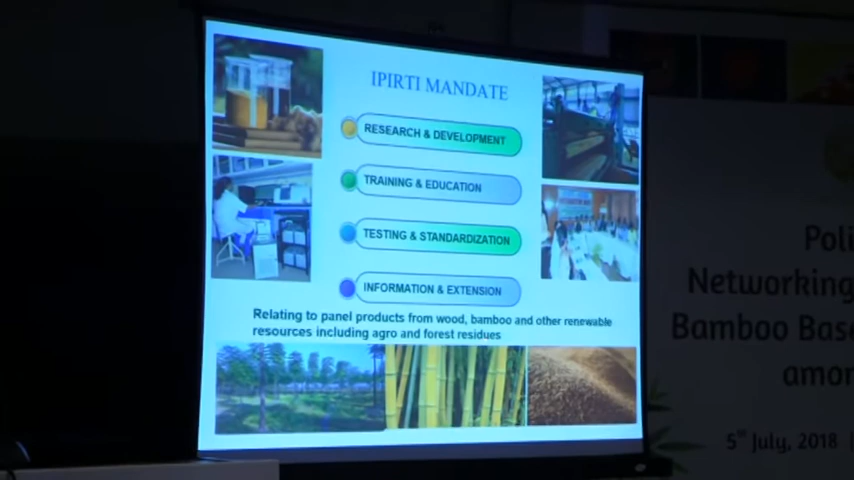 IPIRTI MANDATE
RESEARCH & DEVELOPMENT
TRAINING & EDUCATION
TESTING & STANDARDIZATION
INFORMATION & EXTENSION
Relating to panel products from wood, bamboo and other renewable
resources including agro and forest residues
Poli
Networking
Bamboo Base
amon
5th July, 2018 |